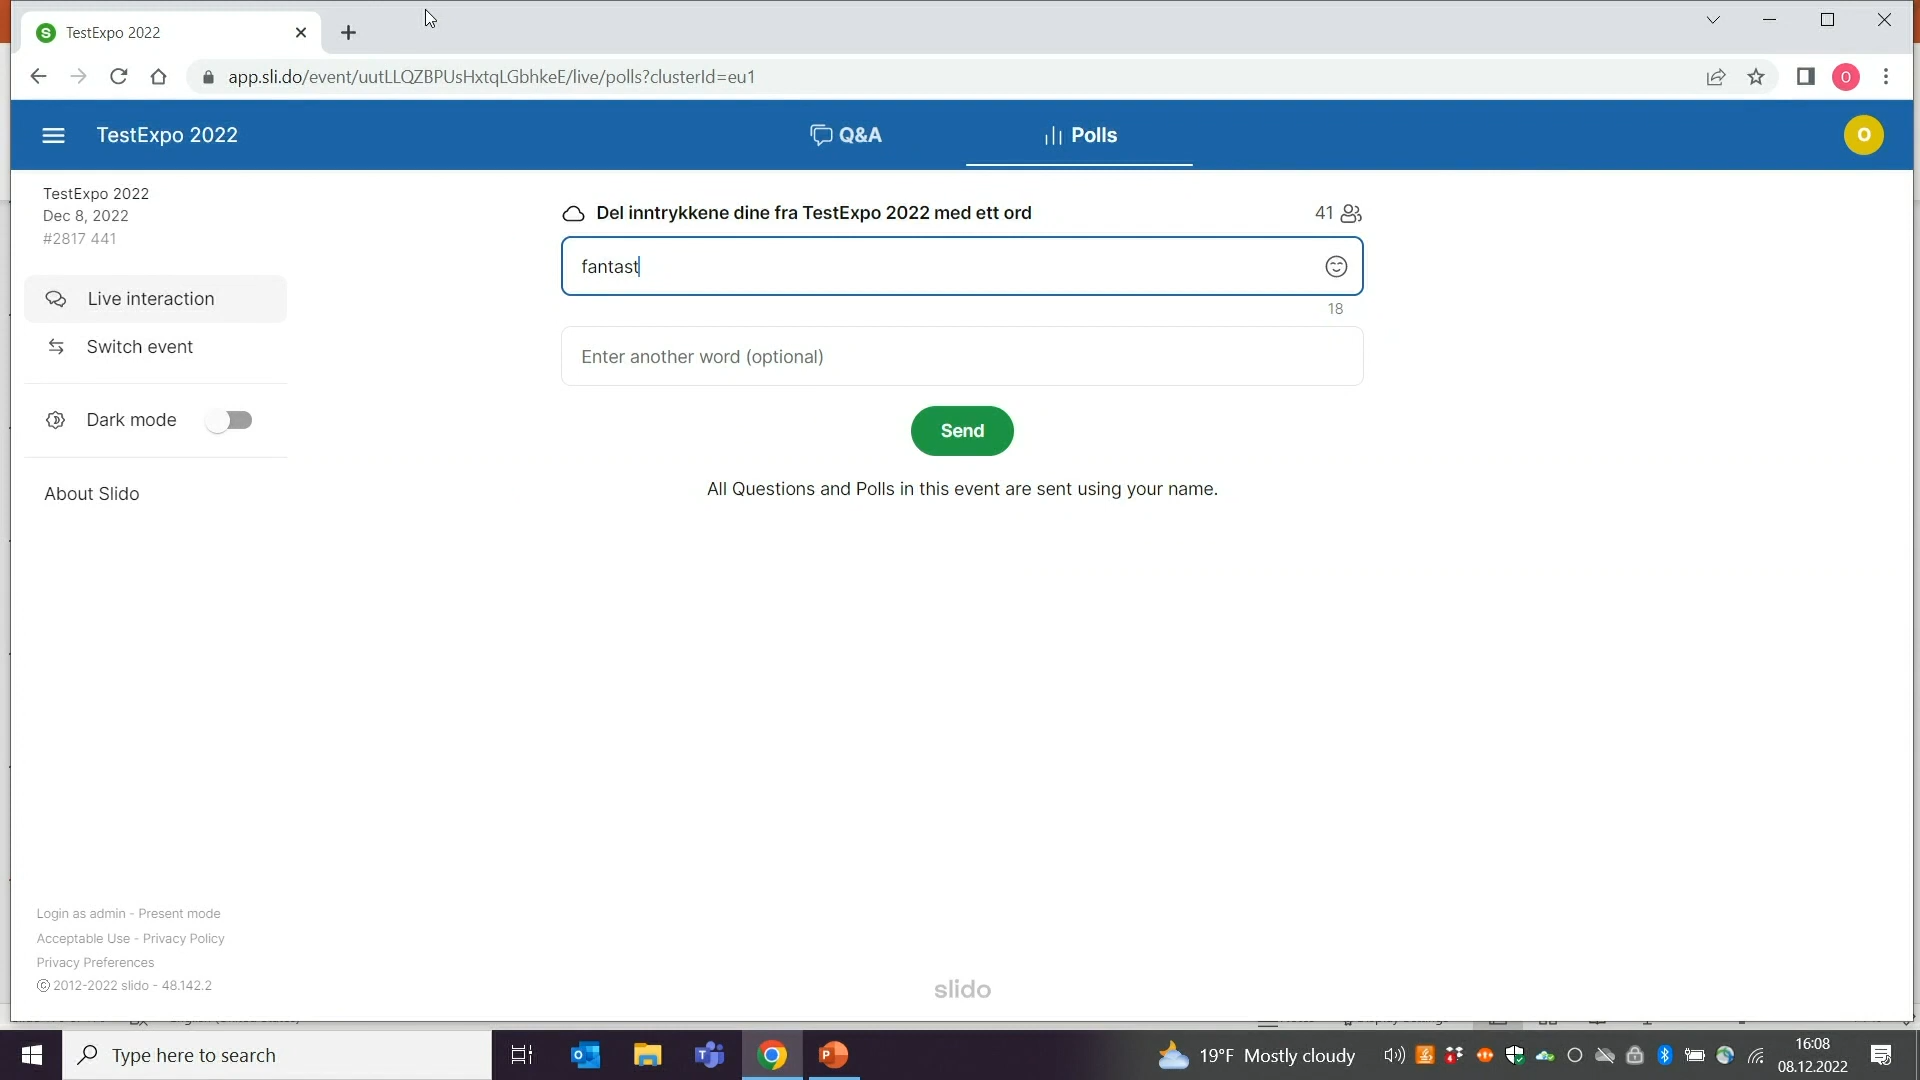 S TestExpo 2022
app.sli.do/event/uutLLQZBPUsHxtqLGbhkeE/live/polls?clusterId=eu1
O
TestExpo 2022
Q&A
Polls
O
TestExpo 2022
Dec 8, 2022
#2817 441
Live interaction
Switch event
Dark mode
About Slido
Del inntrykkene dine fra TestExpo 2022 med ett ord
41
fantast
18
Enter another word (optional)
Send
All Questions and Polls in this event are sent using your name.
Login as admin - Present mode
Acceptable Use - Privacy Policy
Privacy Preferences
© 2012-2022 slido - 48.142.2
slido
Type here to search
19°F Mostly cloudy
16:08
08.12.2022